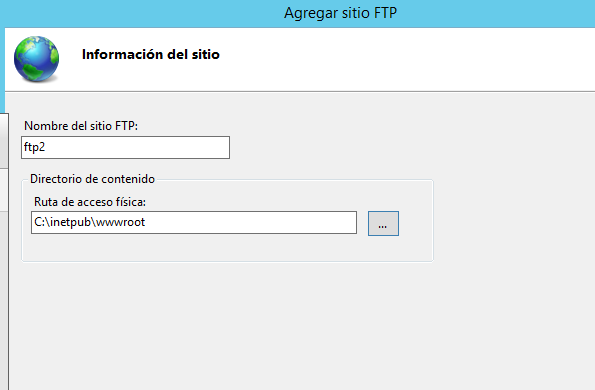 Agregar sitio FTP
Información del sitio
Nombre del sitio FTP:
ftp2
Directorio de contenido
Ruta de acceso física:
C:\inetpub\wwwroot
...